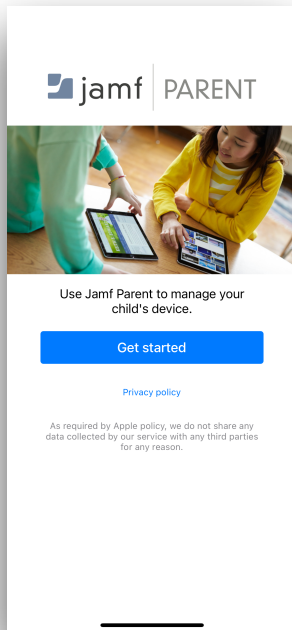 jamf PARENT
Use Jamf Parent to manage your
child's device.
Get started
Privacy policy
As required by Apple policy, we do not share any
data collected by our service with any third parties
for any reason.